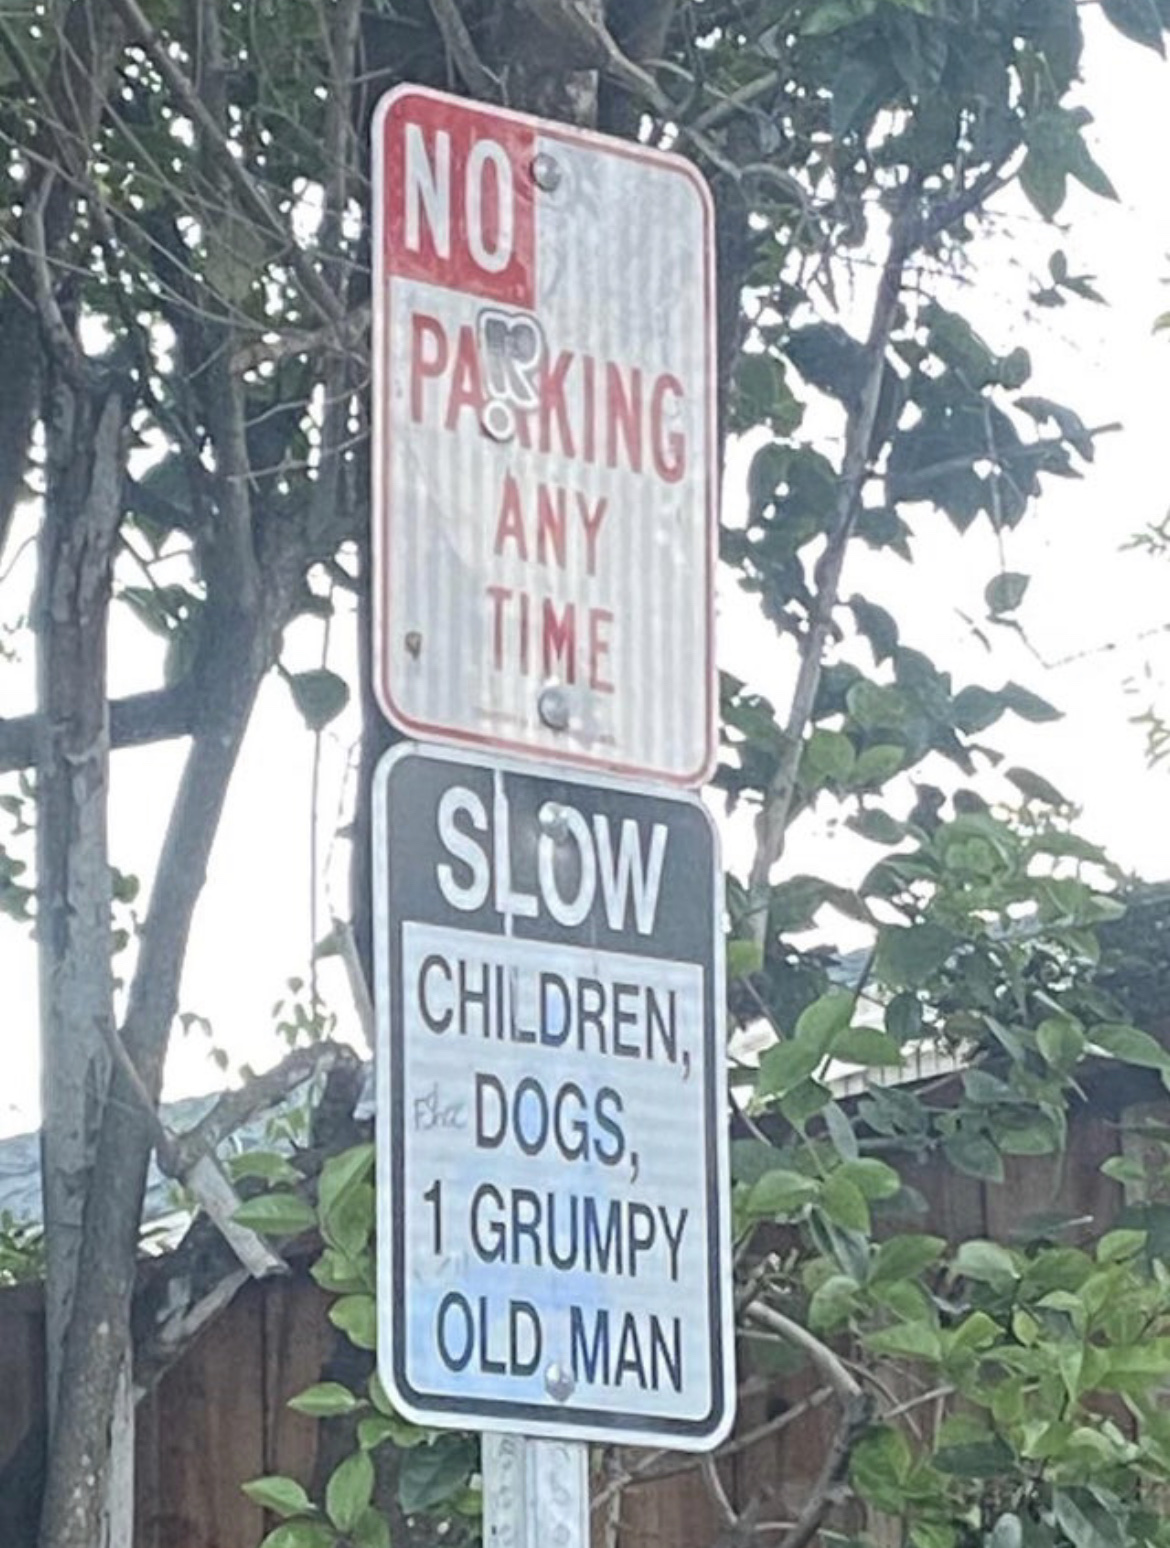 NO
PARKING
ANY
TIME
SLOW
CHILDREN,
DOGS,
1 GRUMPY
OLD MAN